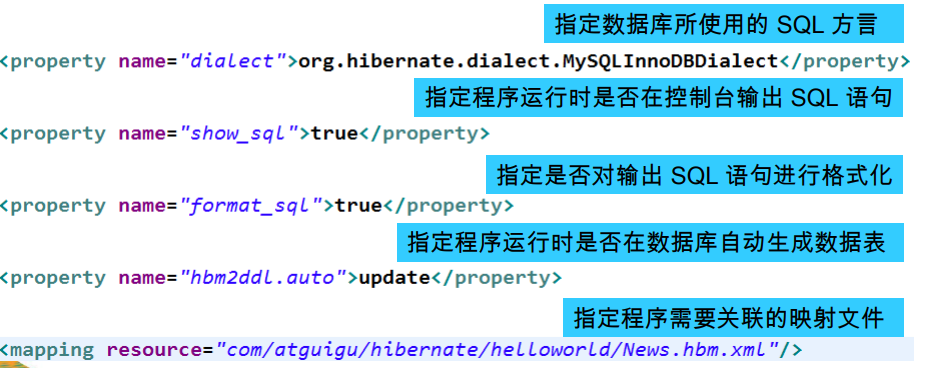 指定数据库所使用的 SQL 方言
<property name="dialect">org.hibernate.dialect.MySQLInnoDBDialect</property>
指定程序运行时是否在控制台输出 SQL 语句
<property name="show_sql">true</property>
指定是否对输出 SQL 语句进行格式化
<property name="format_sql">true</property>
指定程序运行时是否在数据库自动生成数据表
<property name="hbm2ddl.auto">update</property>
指定程序需要关联的映射文件
<mapping resource="com/atguigu/hibernate/helloworld/News.hbm.xml"/>